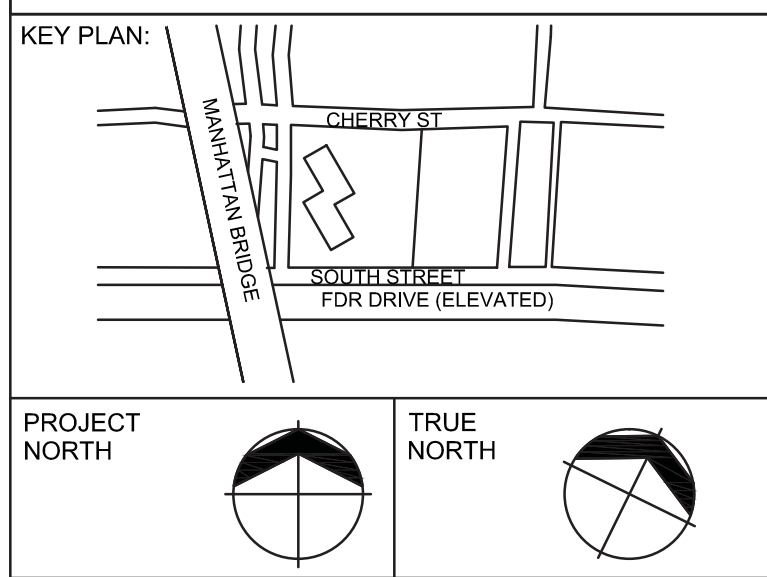 KEY PLAN:
MANHATTAN BRIDGE
CHERRY ST
SOUTH STREET
FDR DRIVE (ELEVATED)
PROJECT
NORTH
TRUE
NORTH